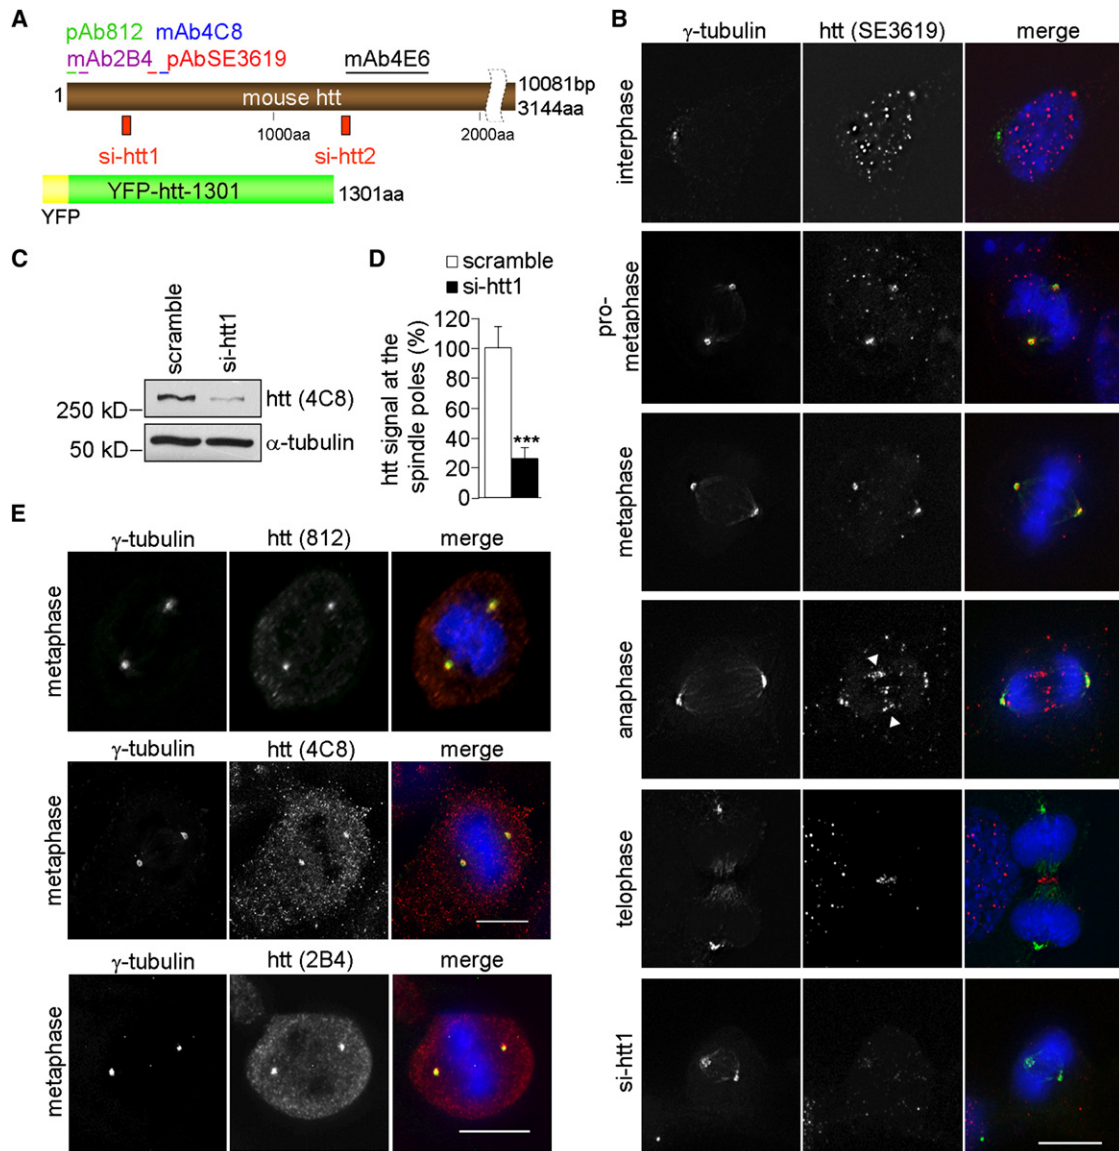 A
pAb812 mAb4C8
mAb2B4 pAbSE3619 mAb4E6
1 mouse htt 10081bp
3144aa
1000aa 2000aa
si-htt1 si-htt2
YFP-htt-1301 1301aa
YFP
B
γ-tubulin htt (SE3619) merge
interphase
pro-
metaphase
metaphase
anaphase
telophase
si-htt1
C
scramble si-htt1
250 kD htt (4C8)
50 kD α-tubulin
D
scramble
si-htt1
htt signal at the
spindle poles (%)
120
100
80
60
40
20
0
***
E
γ-tubulin htt (812) merge
metaphase
γ-tubulin htt (4C8) merge
metaphase
γ-tubulin htt (2B4) merge
metaphase